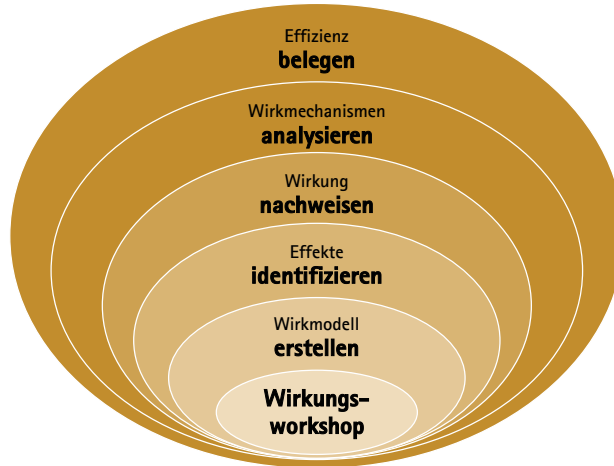 Effizienz
belegen
Wirkmechanismen
analysieren
Wirkung
nachweisen
Effekte
identifizieren
Wirkmodell
erstellen
Wirkungs–
workshop